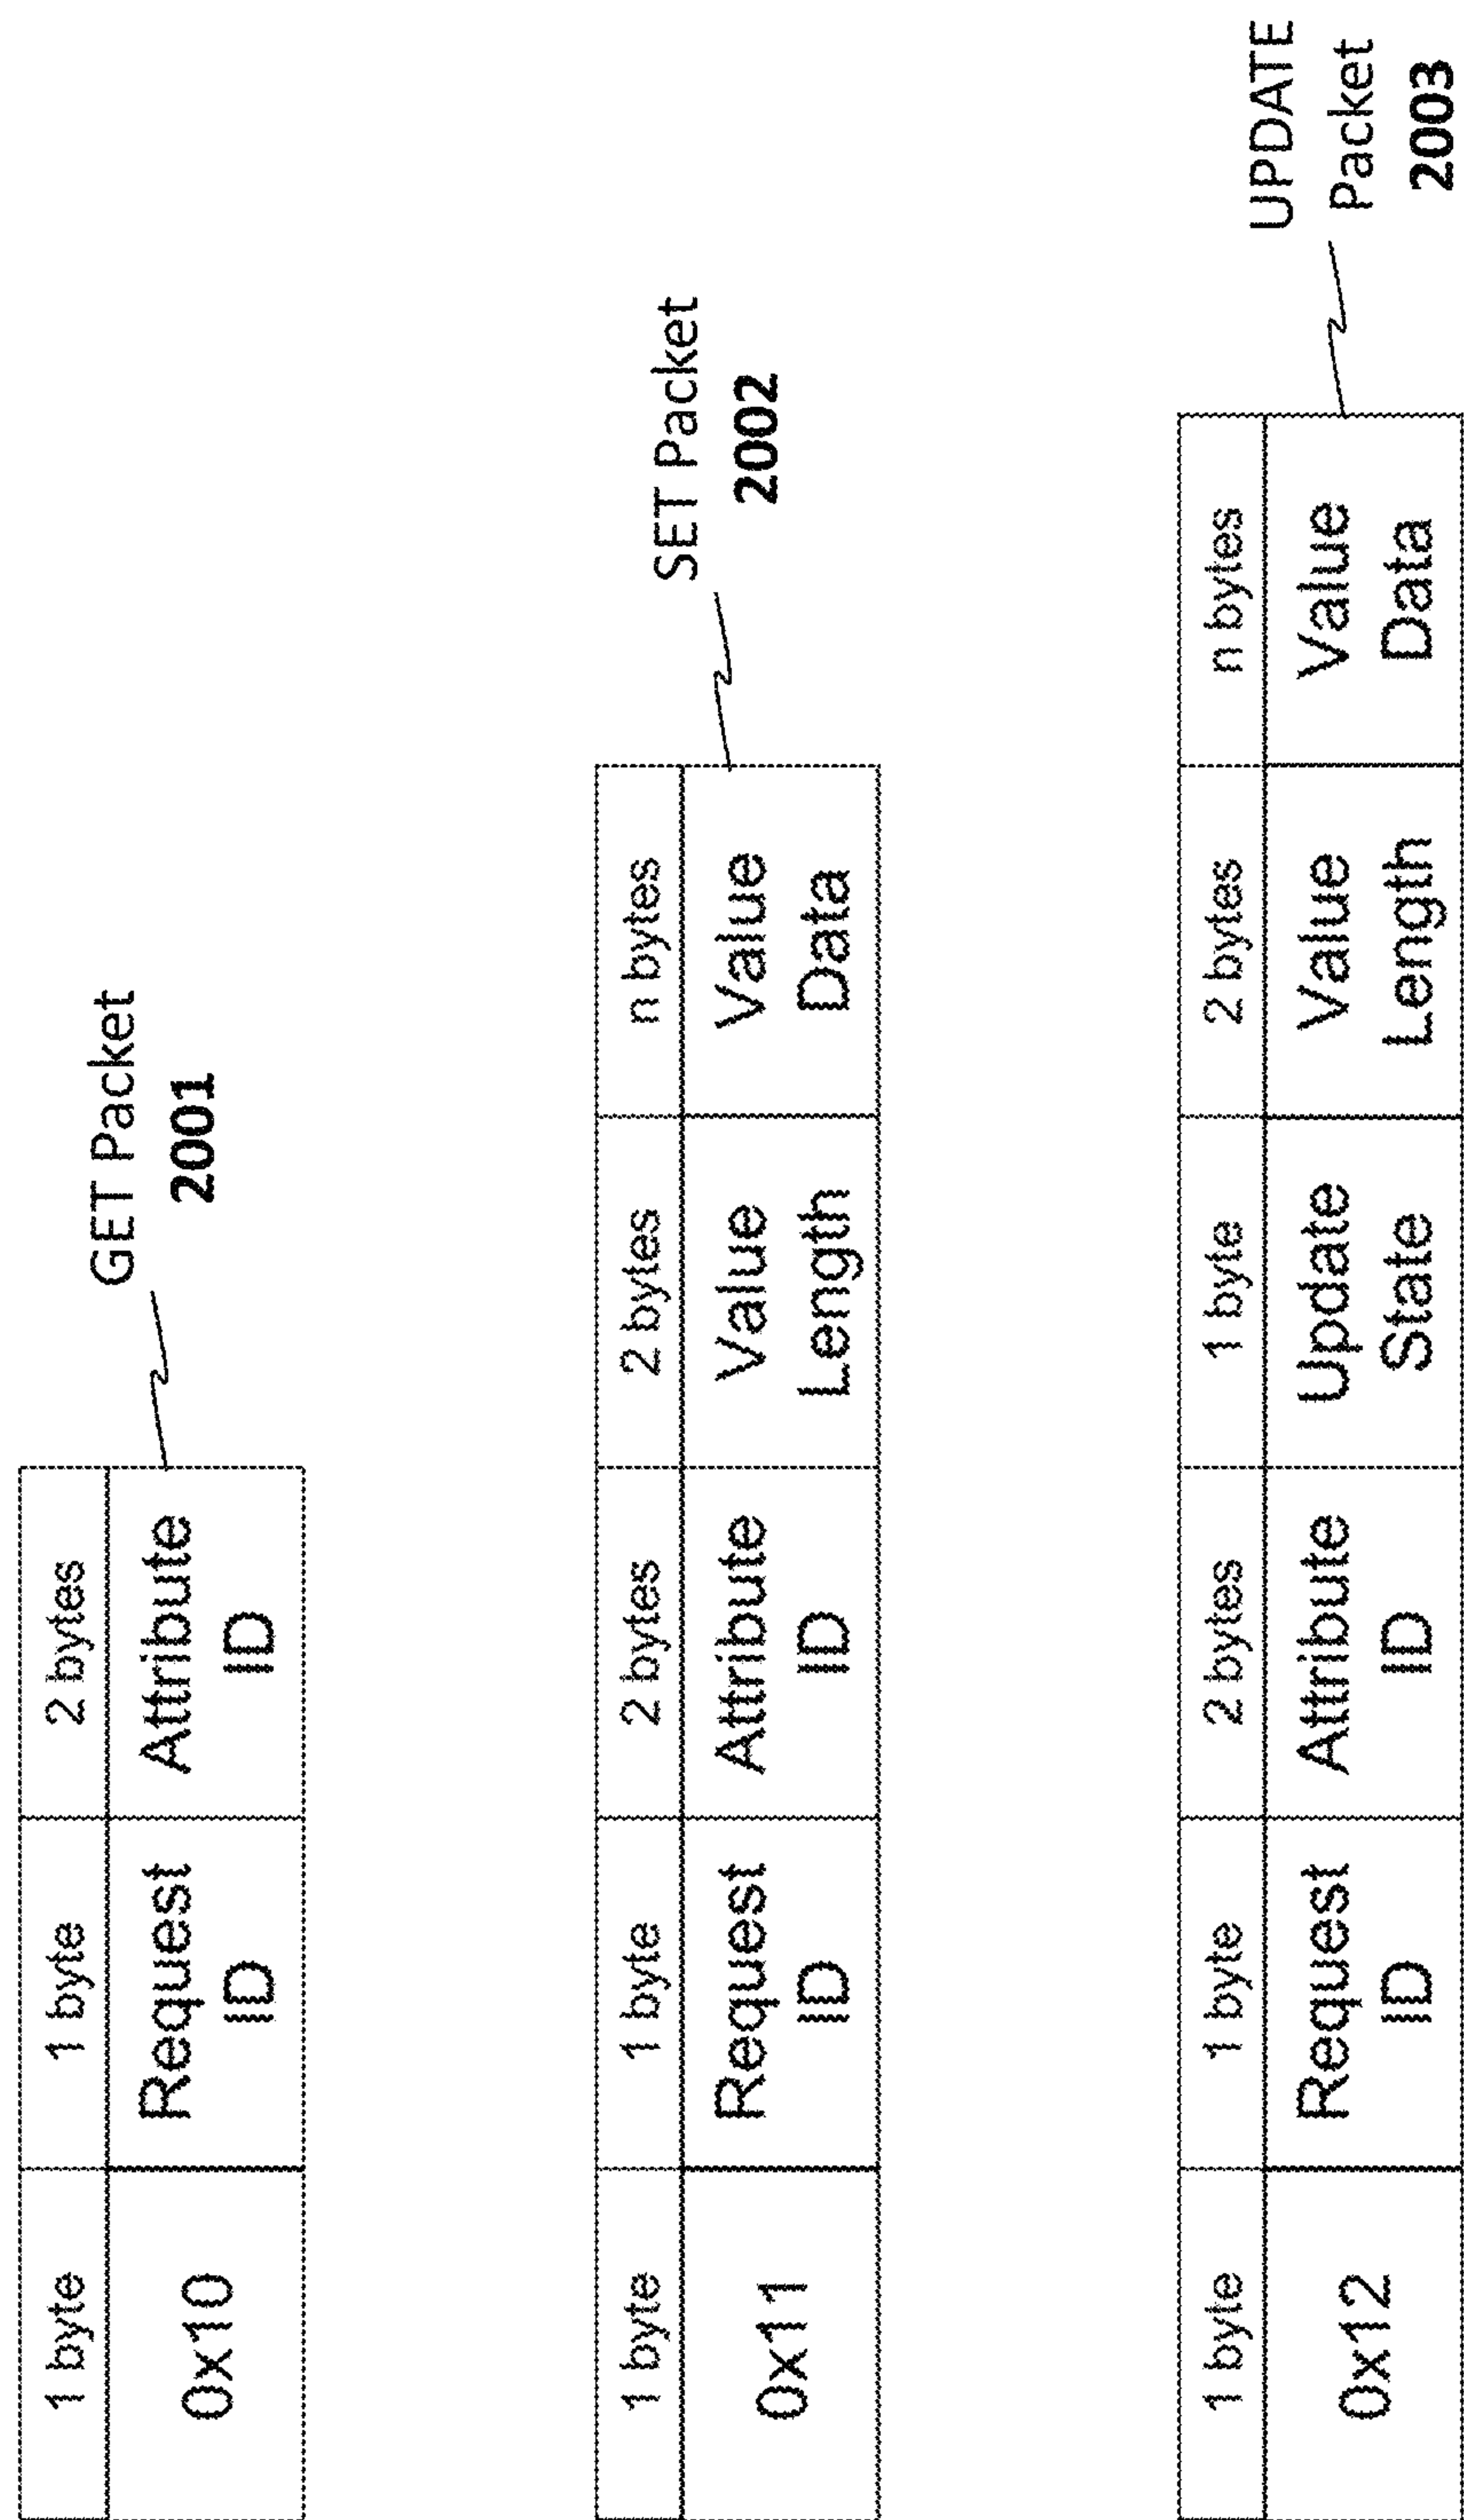 GET Packet
2001
1 byte
1 byte
2 bytes
0x10
Request
ID
Attribute
ID
SET Packet
2002
1 byte
1 byte
2 bytes
2 bytes
n bytes
0x11
Request
ID
Attribute
ID
Value
Length
Value
Data
UPDATE
Packet
2003
1 byte
1 byte
2 bytes
1 byte
2 bytes
n bytes
0x12
Request
ID
Attribute
ID
Update
State
Value
Length
Value
Data